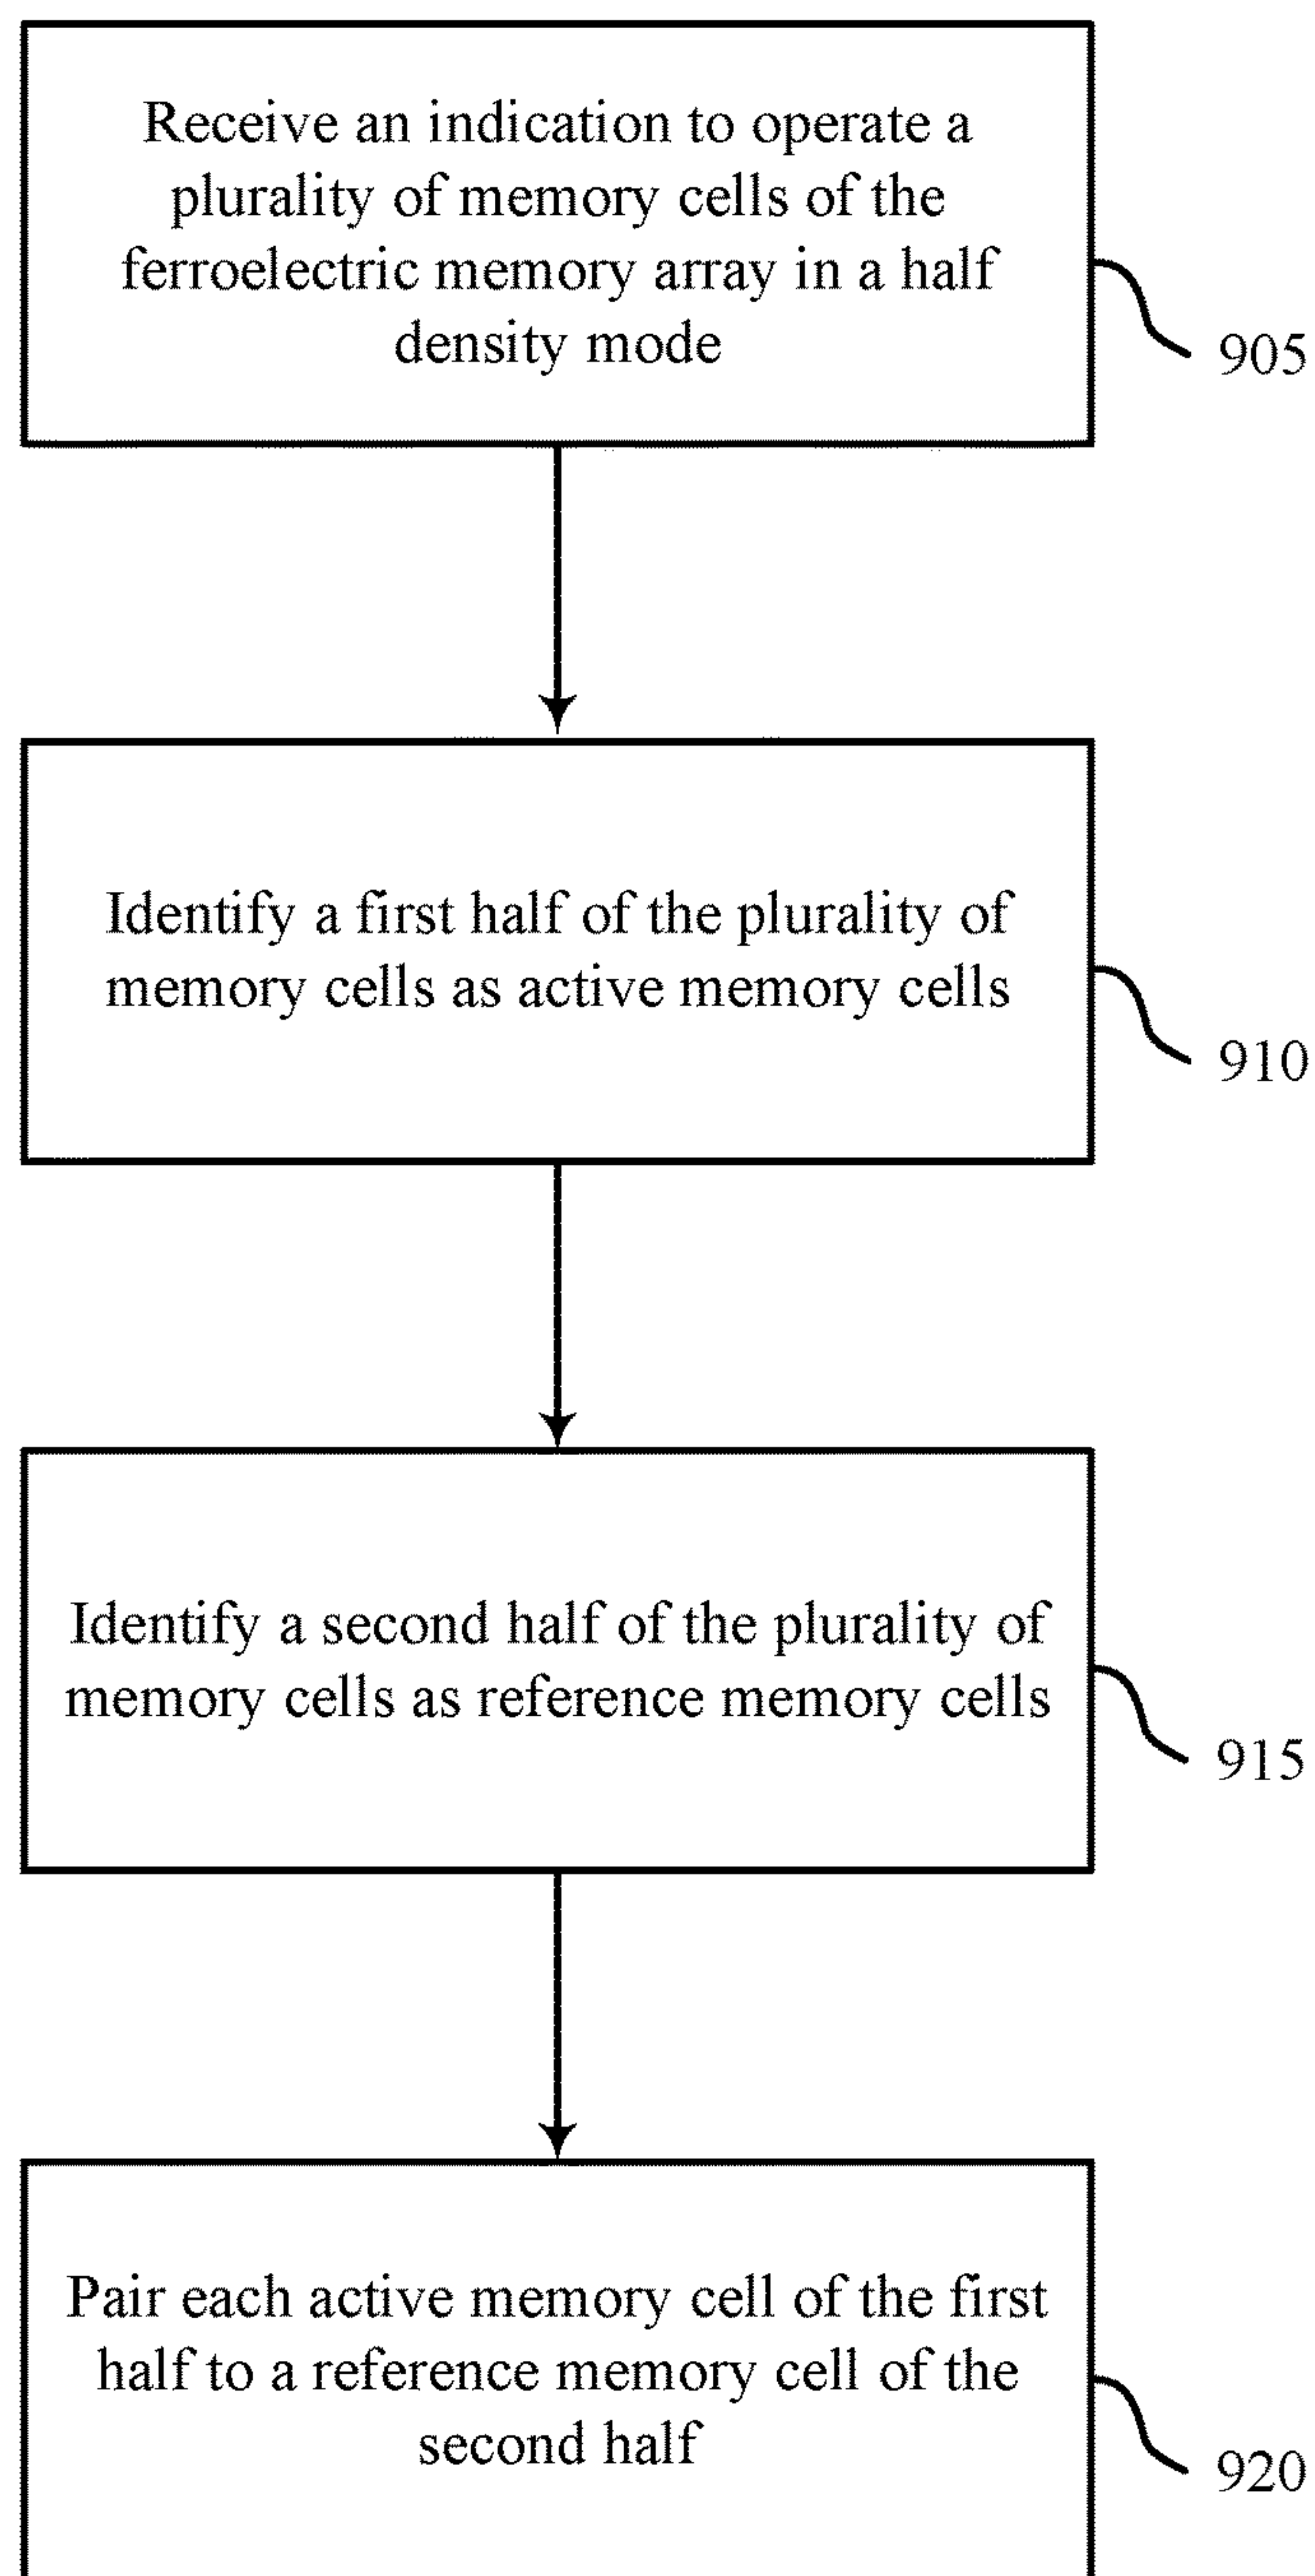 Receive an indication to operate a
plurality of memory cells of the
ferroelectric memory array in a half
density mode
905
Identify a first half of the plurality of
memory cells as active memory cells
910
Identify a second half of the plurality of
memory cells as reference memory cells
915
Pair each active memory cell of the first
half to a reference memory cell of the
second half
920